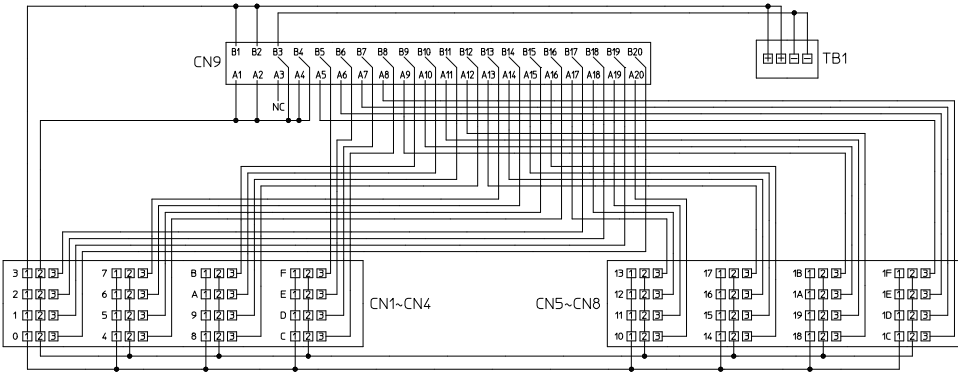 B1 B2 B3 B4 B5 B6 B7 B8 B9 B10 B11 B12 B13 B14 B15 B16 B17 B18 B19 B20
CN9
TB1
+ + − −
A1 A2 A3 A4 A5 A6 A7 A8 A9 A10 A11 A12 A13 A14 A15 A16 A17 A18 A19 A20
NC
3 1 2 3 7 1 2 3 B 1 2 3 F 1 2 3
2 1 2 3 6 1 2 3 A 1 2 3 E 1 2 3
1 1 2 3 5 1 2 3 9 1 2 3 D 1 2 3
0 1 2 3 4 1 2 3 8 1 2 3 C 1 2 3
CN1~CN4
CN5~CN8
13 1 2 3 17 1 2 3 1B 1 2 3 1F 1 2 3
12 1 2 3 16 1 2 3 1A 1 2 3 1E 1 2 3
11 1 2 3 15 1 2 3 19 1 2 3 1D 1 2 3
10 1 2 3 14 1 2 3 18 1 2 3 1C 1 2 3